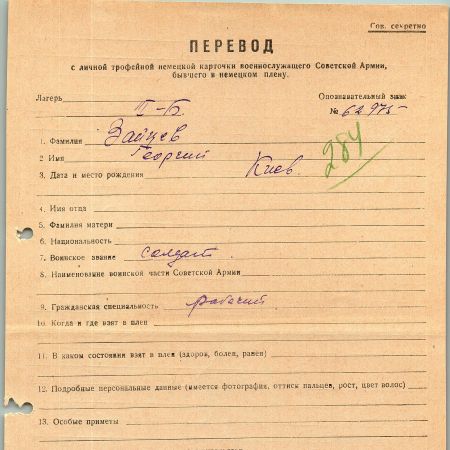 Сов. секретно
ПЕРЕВОД
с личной трофейной немецкой карточки военнослужащего Советской Армии,
бывшего в немецком плену.
Лагерь
Опознавательный знак
II-Б
№ 62975-
1. Фамилия Зайцев
2 Имя Георгий
284
3. Дата и место рождения Киев.
4. Имя отца
5. Фамилия матери
6. Национальность
7. Воинское звание солдат
8. Наименование воинской части Советской Армии
9. Гражданская специальность рабочий
10. Когда и где взят в плен
11. В каком состоянии взят в плен (здоров, болен, ранен)
12. Подробные персональные данные (имеется фотография, оттиск пальцев, рост, цвет волос)
13. Особые приметы